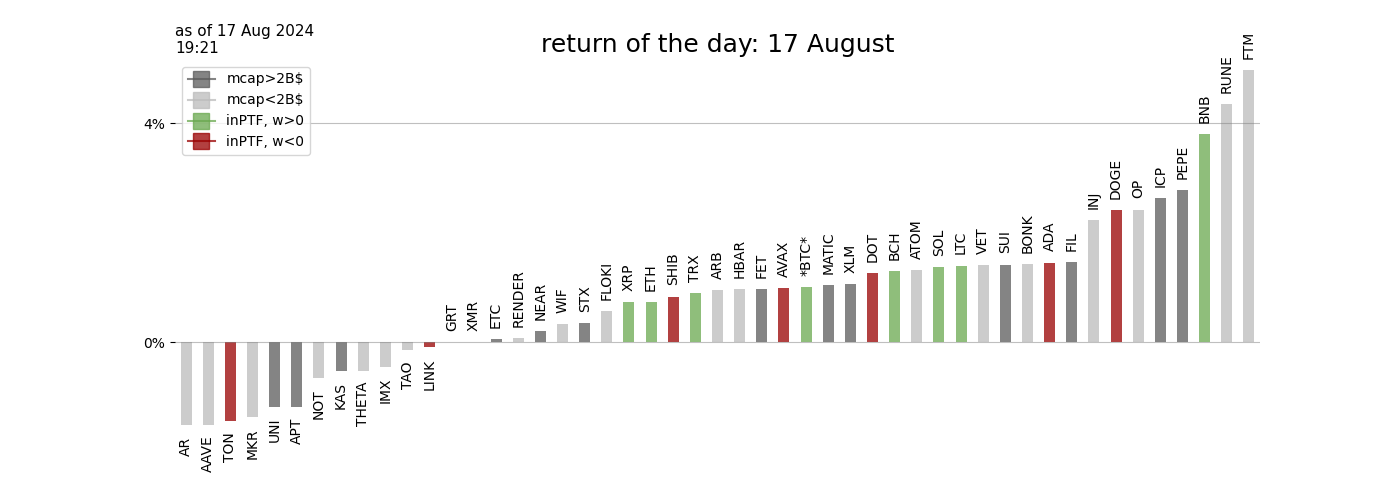 as of 17 Aug 2024
19:21
return of the day: 17 August
mcap>2B$
mcap<2B$
inPTF, w>0
inPTF, w<0
4%
0%
AR
AAVE
TON
MKR
UNI
APT
NOT
KAS
THETA
IMX
TAO
LINK
GRT
XMR
ETC
RENDER
NEAR
WIF
STX
FLOKI
XRP
ETH
SHIB
TRX
ARB
HBAR
FET
AVAX
*BTC*
MATIC
XLM
DOT
BCH
ATOM
SOL
LTC
VET
SUI
BONK
ADA
FIL
INJ
DOGE
OP
ICP
PEPE
BNB
RUNE
FTM